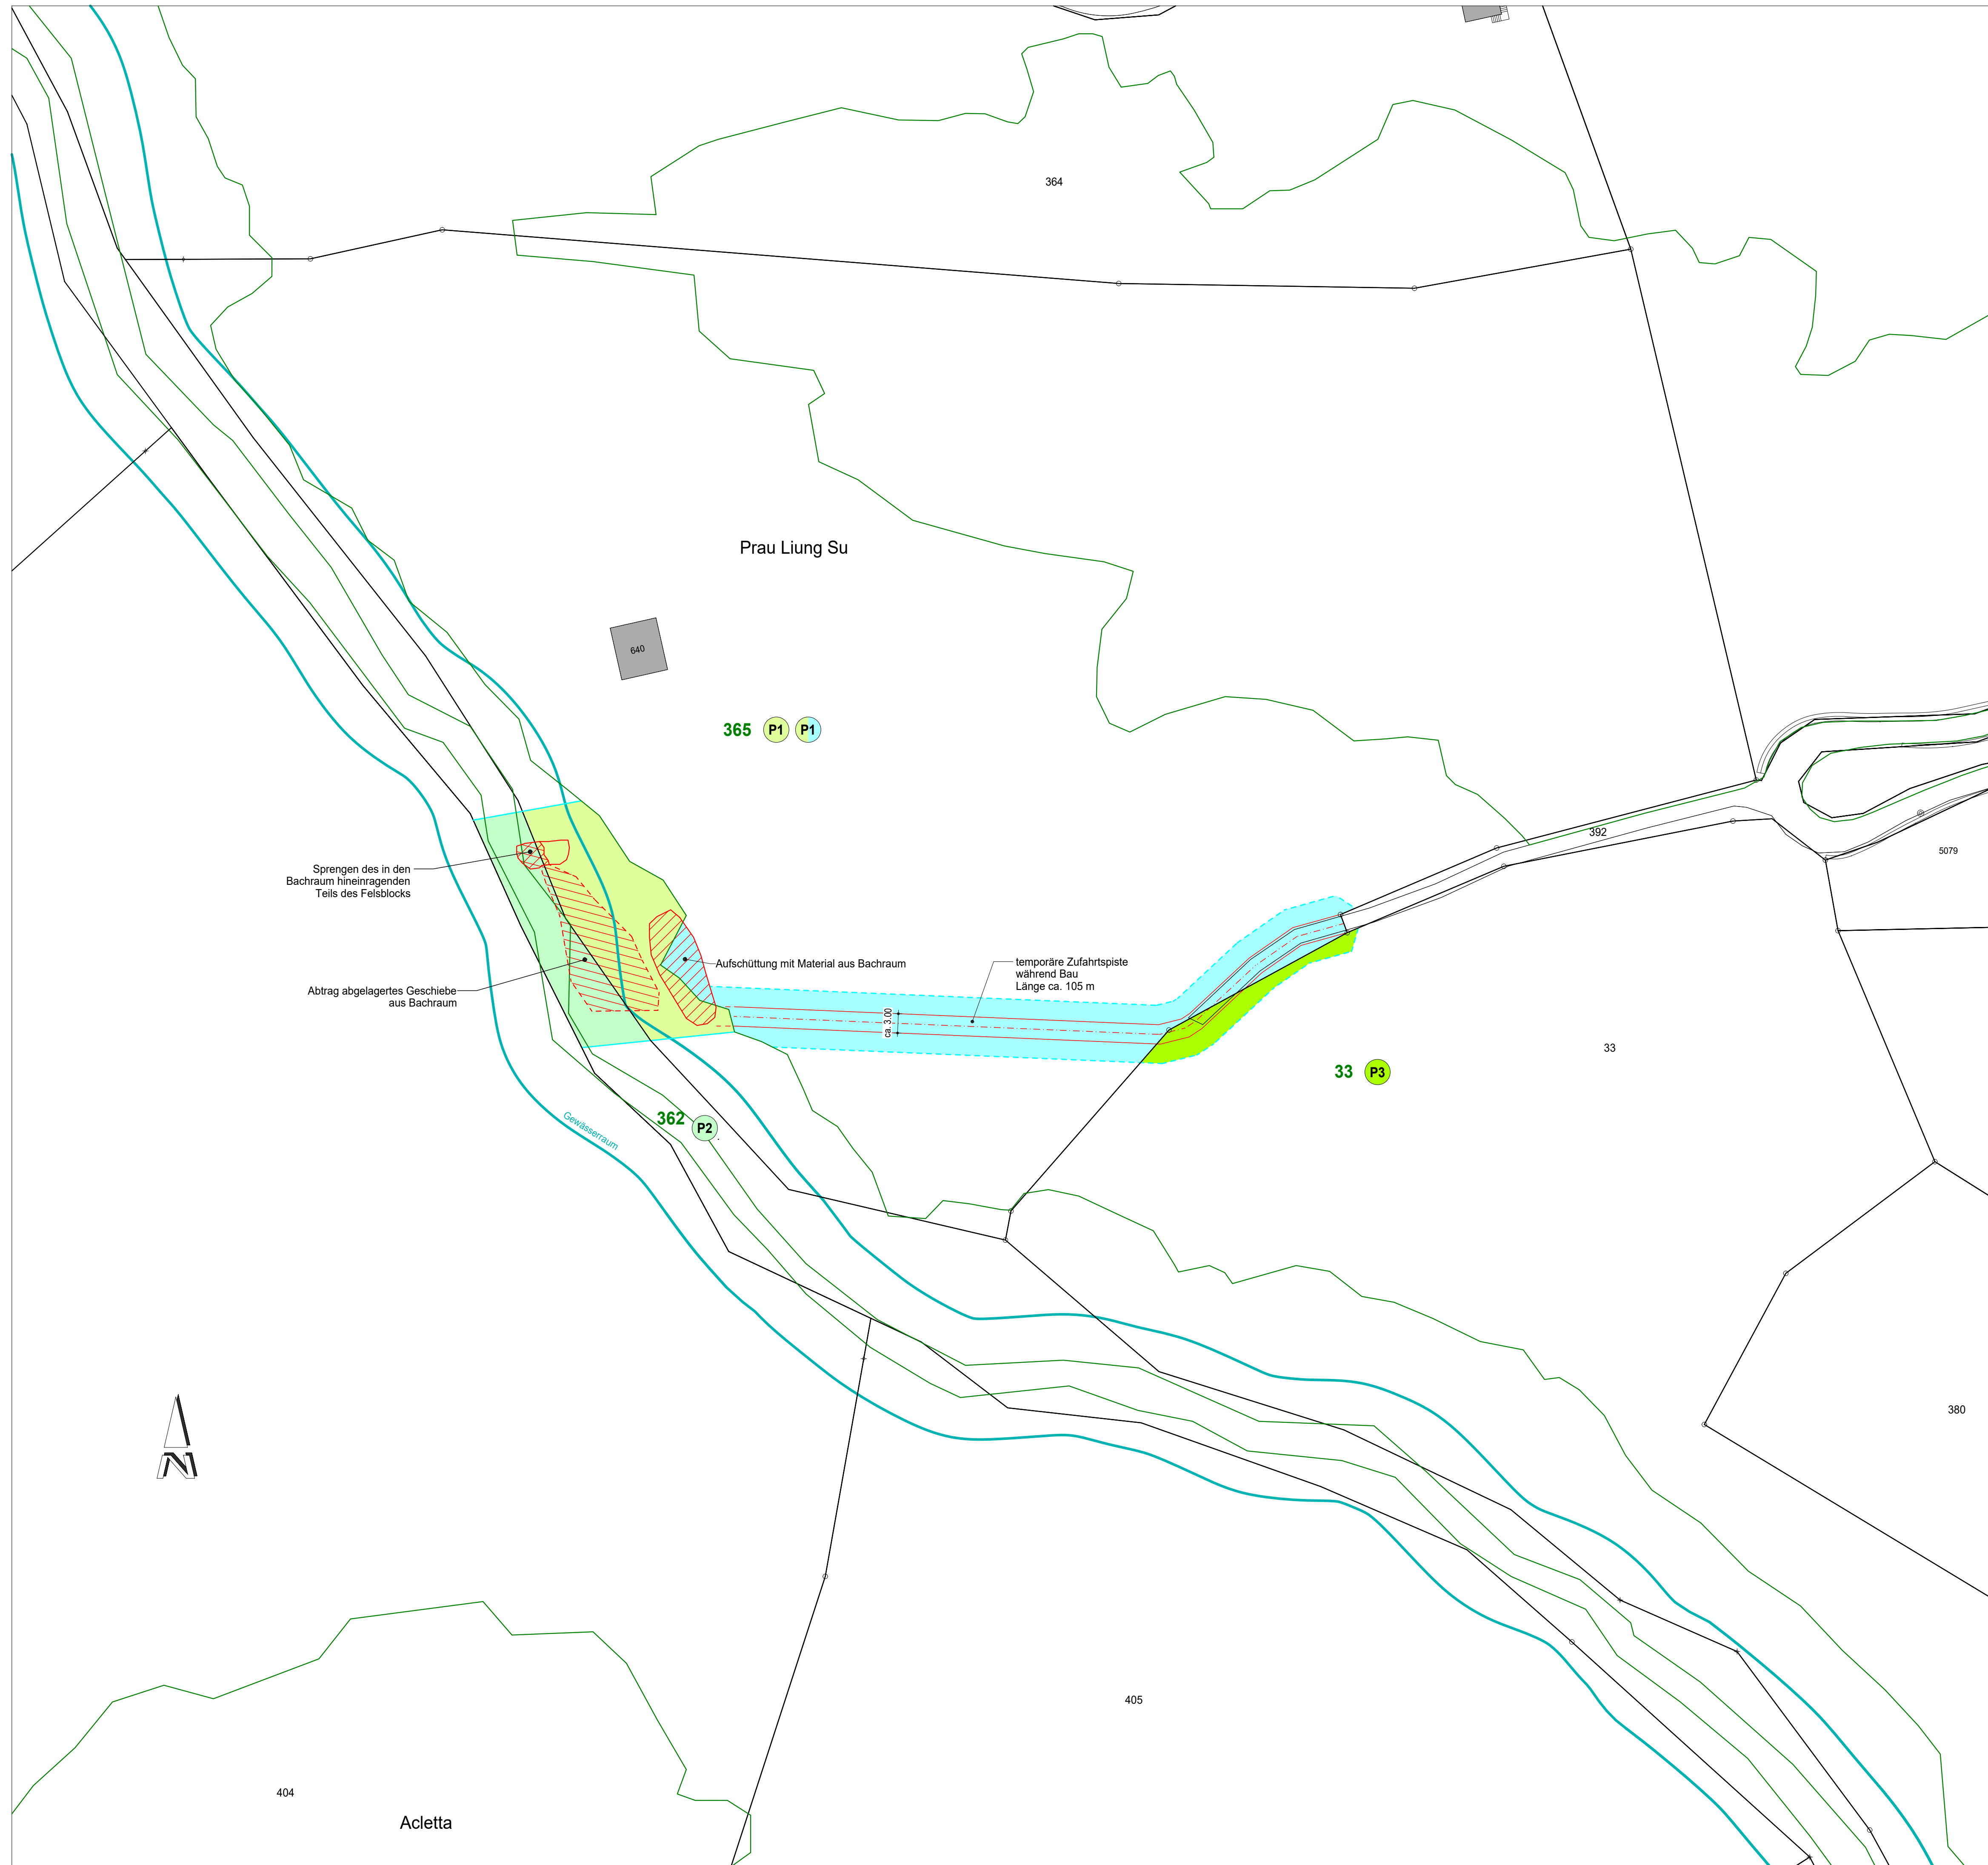 364
Prau Liung Su
640
365 P1 P1
392
5079
Sprengen des in den
Bachraum hineinragenden
Teils des Felsblocks
Aufschüttung mit Material aus Bachraum
temporäre Zufahrtspiste
während Bau
Länge ca. 105 m
Abtrag abgelagertes Geschiebe
aus Bachraum
ca. 3.00
33
33 P3
362 P2
Gewässerraum
380
N
405
404
Acletta